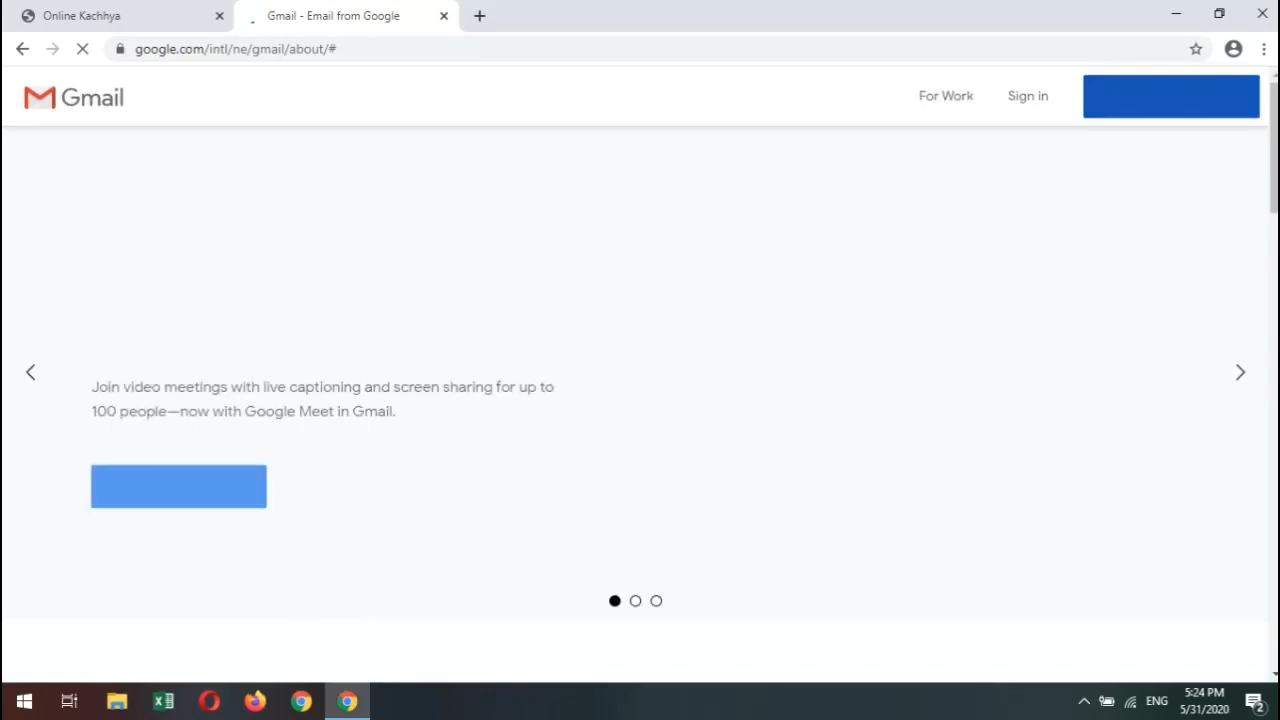 Online Kachhya
Gmail - Email from Google
google.com/intl/ne/gmail/about/#
Gmail
For Work
Sign in
Join video meetings with live captioning and screen sharing for up to
100 people—now with Google Meet in Gmail.
ENG
5:24 PM
5/31/2020
2